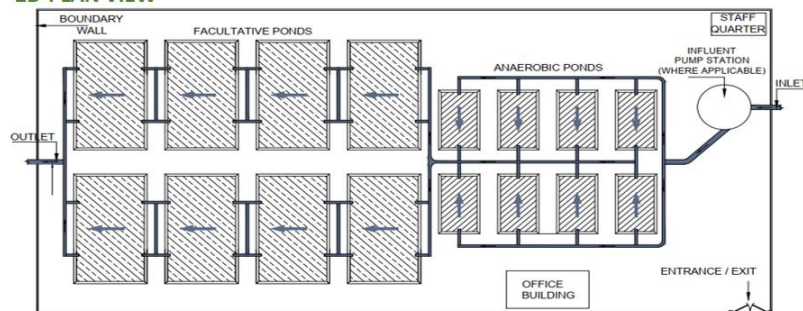 2D PLAN VIEW
BOUNDARY
WALL
FACULTATIVE PONDS
STAFF
QUARTER
ANAEROBIC PONDS
INFLUENT
PUMP STATION
(WHERE APPLICABLE)
INLET
OUTLET
OFFICE
BUILDING
ENTRANCE / EXIT